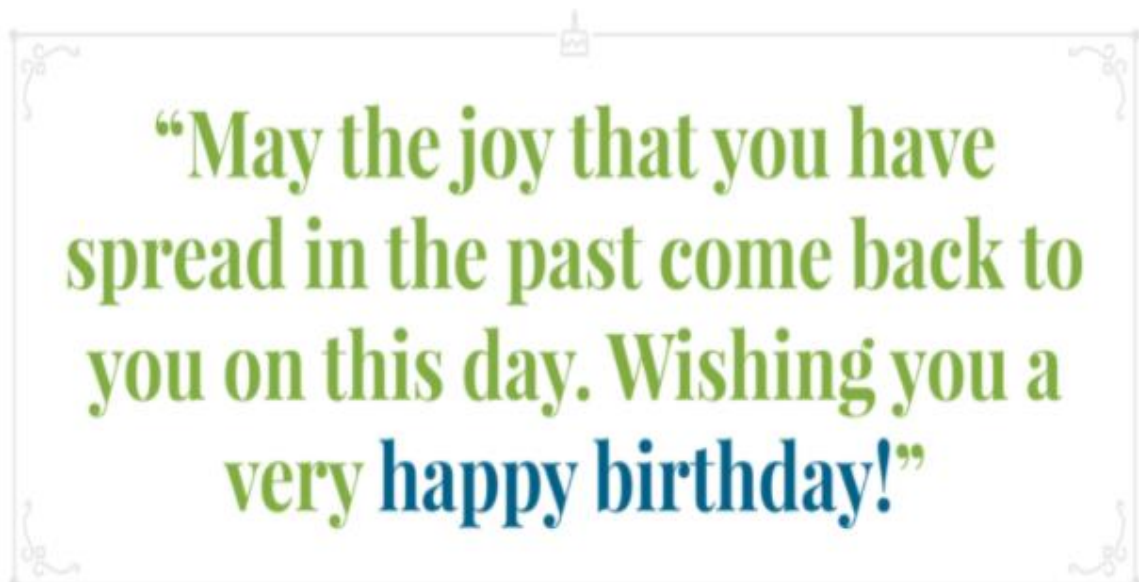 “May the joy that you have
spread in the past come back to
you on this day. Wishing you a
very happy birthday!”